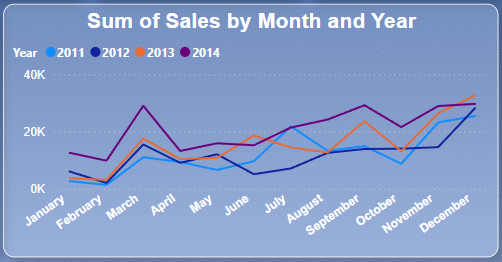 Sum of Sales by Month and Year
Year 2011 2012 2013 2014
40K
20K
0K
January February March April May June July August September October November December